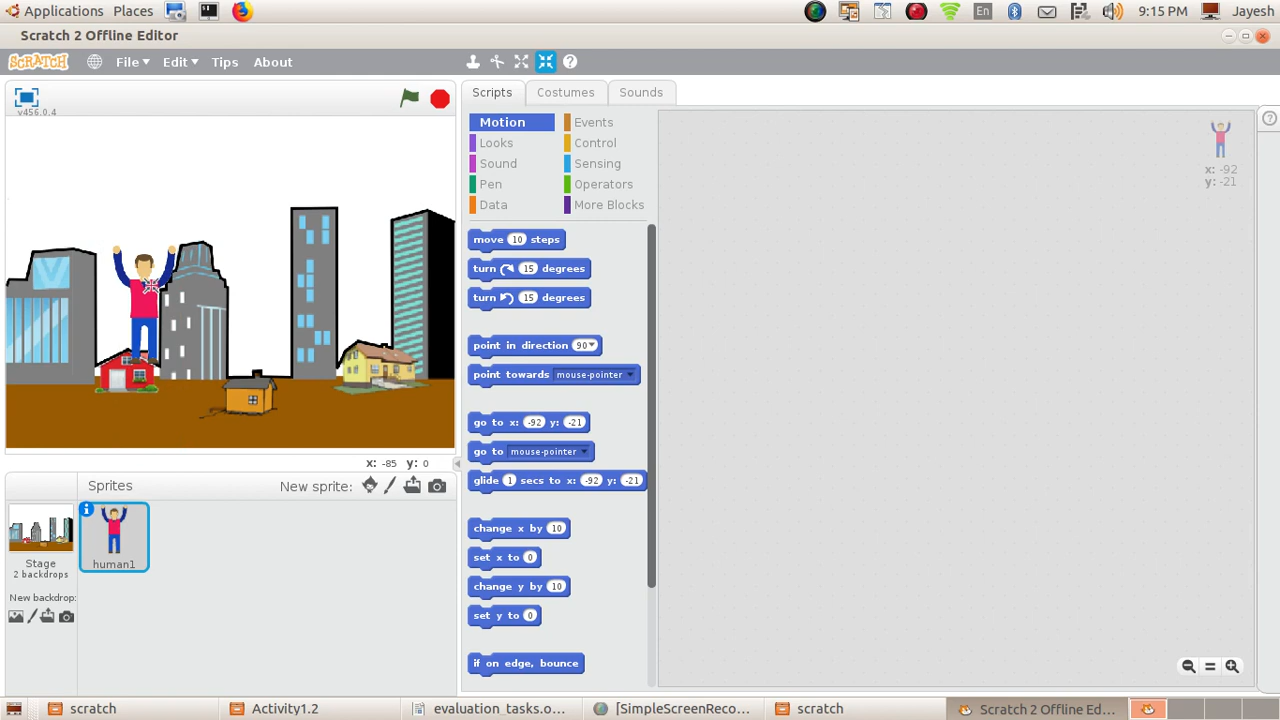 Applications Places En 9:15 PM Jayesh
Scratch 2 Offline Editor
SCRATCH File Edit Tips About
v456.0.4
Scripts Costumes Sounds
Motion Events
Looks Control
Sound Sensing
Pen Operators
Data More Blocks
x: -92
y: -21
move 10 steps
turn 15 degrees
turn 15 degrees
point in direction 90
point towards mouse-pointer
go to x: -92 y: -21
go to mouse-pointer
glide 1 secs to x: -92 y: -21
change x by 10
set x to 0
change y by 10
set y to 0
if on edge, bounce
x: -85 y: 0
Sprites New sprite:
Stage
2 backdrops
New backdrop:
human1
scratch Activity1.2 evaluation_tasks.o... [SimpleScreenReco... scratch Scratch 2 Offline Ed...